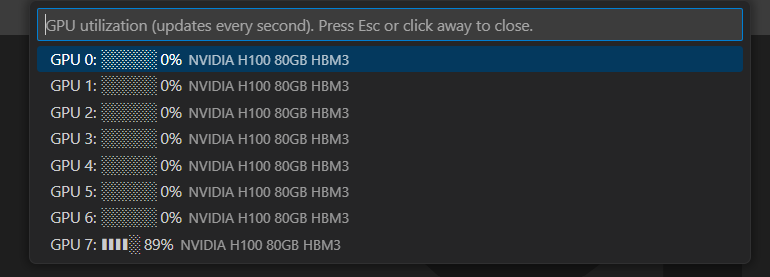 GPU utilization (updates every second). Press Esc or click away to close.
GPU 0: ░░░░░ 0% NVIDIA H100 80GB HBM3
GPU 1: ░░░░░ 0% NVIDIA H100 80GB HBM3
GPU 2: ░░░░░ 0% NVIDIA H100 80GB HBM3
GPU 3: ░░░░░ 0% NVIDIA H100 80GB HBM3
GPU 4: ░░░░░ 0% NVIDIA H100 80GB HBM3
GPU 5: ░░░░░ 0% NVIDIA H100 80GB HBM3
GPU 6: ░░░░░ 0% NVIDIA H100 80GB HBM3
GPU 7: ▮▮▮▮░ 89% NVIDIA H100 80GB HBM3